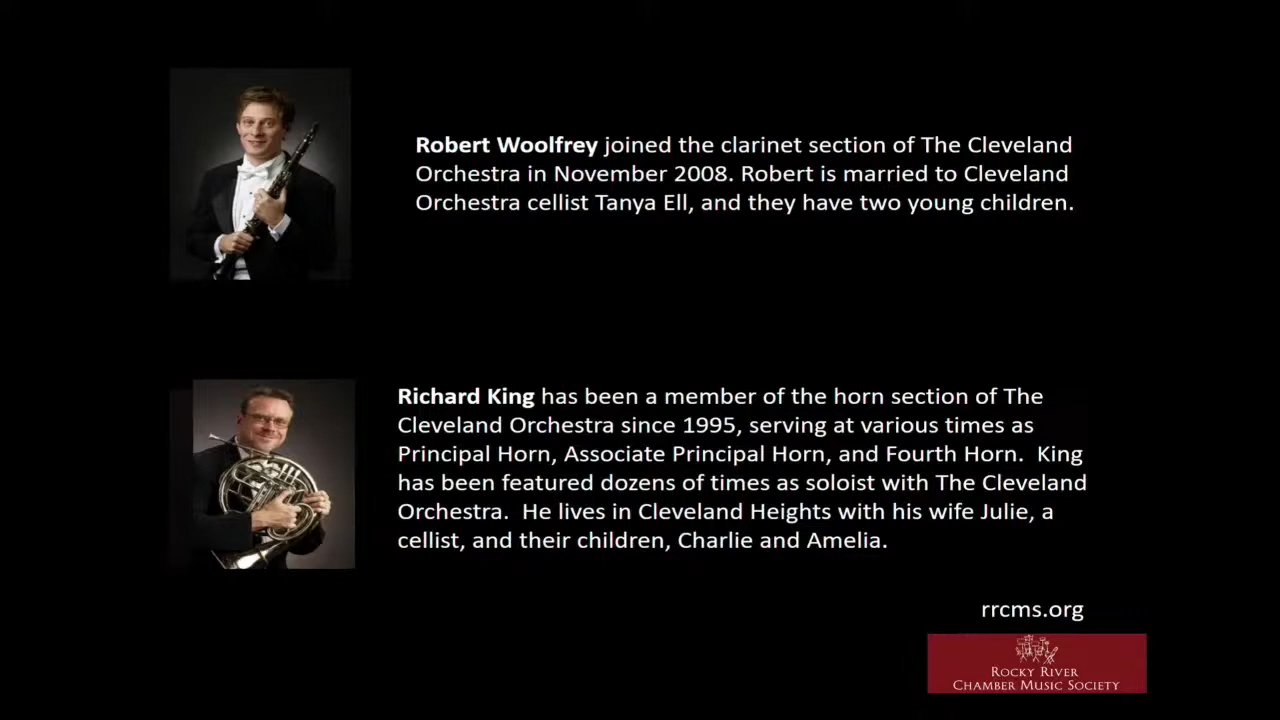 Robert Woolfrey joined the clarinet section of The Cleveland
Orchestra in November 2008. Robert is married to Cleveland
Orchestra cellist Tanya Ell, and they have two young children.
Richard King has been a member of the horn section of The
Cleveland Orchestra since 1995, serving at various times as
Principal Horn, Associate Principal Horn, and Fourth Horn.  King
has been featured dozens of times as soloist with The Cleveland
Orchestra.  He lives in Cleveland Heights with his wife Julie, a
cellist, and their children, Charlie and Amelia.
rrcms.org
ROCKY RIVER
CHAMBER MUSIC SOCIETY